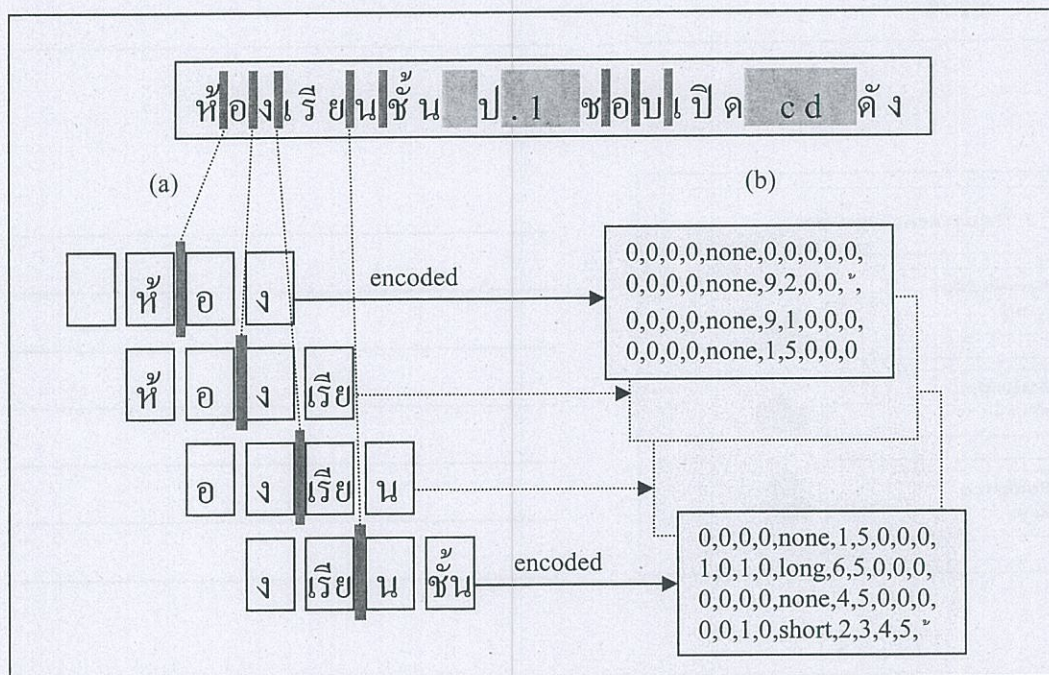 ห้องเรียนชั้น ป.1 ชอบเปิด cd ดัง
(a)
(b)
ห้ อ ง
encoded
0,0,0,0,none,0,0,0,0,0,
0,0,0,0,none,9,2,0,0,้,
0,0,0,0,none,9,1,0,0,0,
0,0,0,0,none,1,5,0,0,0
ห้ อ ง เรีย
อ ง เรีย น
ง เรีย น ชั้น
encoded
0,0,0,0,none,1,5,0,0,0,
1,0,1,0,long,6,5,0,0,0,
0,0,0,0,none,4,5,0,0,0,
0,0,1,0,short,2,3,4,5,้